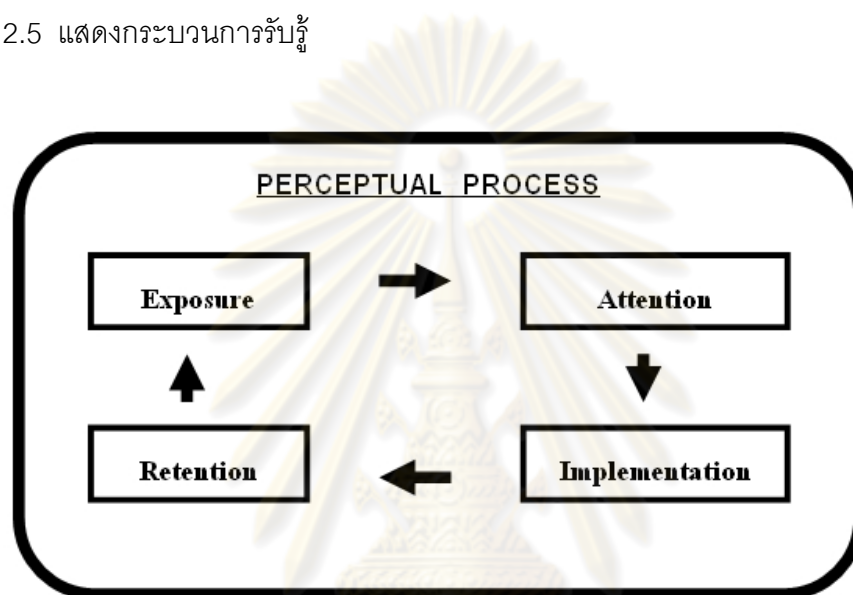 2.5 แสดงกระบวนการรับรู้
PERCEPTUAL PROCESS
Exposure
Attention
Retention
Implementation